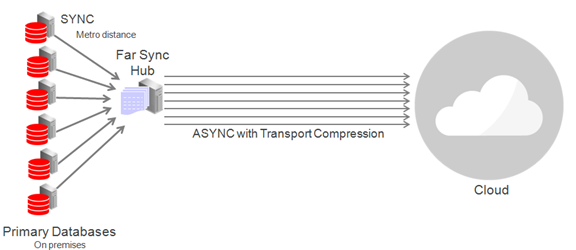 SYNC
Metro distance
Far Sync
Hub
ASYNC with Transport Compression
Cloud
Primary Databases
On premises